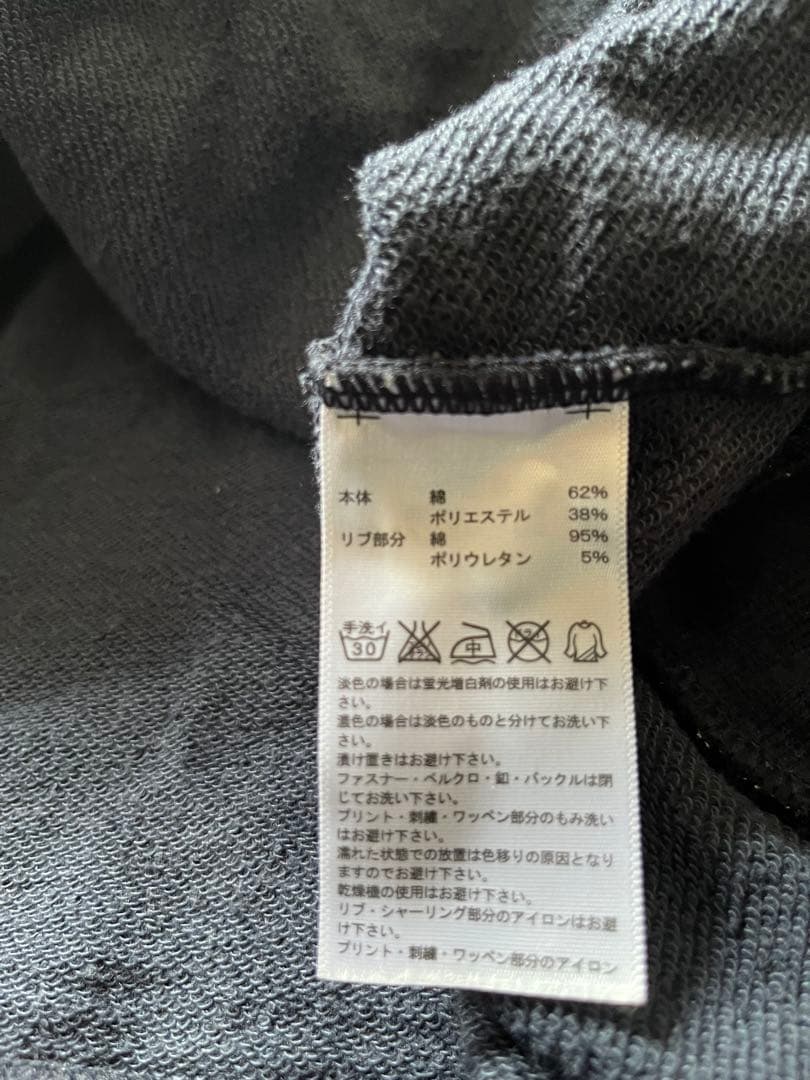 本体 綿 62%
ポリエステル 38%
リブ部分 綿 95%
ポリウレタン 5%
手洗イ
30
中
淡色の場合は蛍光増白剤の使用はお避け下
さい。
濃色の場合は淡色のものと分けてお洗い下
さい。
漬け置きはお避け下さい。
ファスナー・ベルクロ・釦・バックルは閉
じてお洗い下さい。
プリント・刺繍・ワッペン部分のもみ洗い
はお避け下さい。
濡れた状態での放置は色移りの原因となり
ますのでお避け下さい。
乾燥機の使用はお避け下さい。
リブ・シャーリング部分のアイロンはお避
け下さい。
プリント・刺繍・ワッペン部分のアイロン